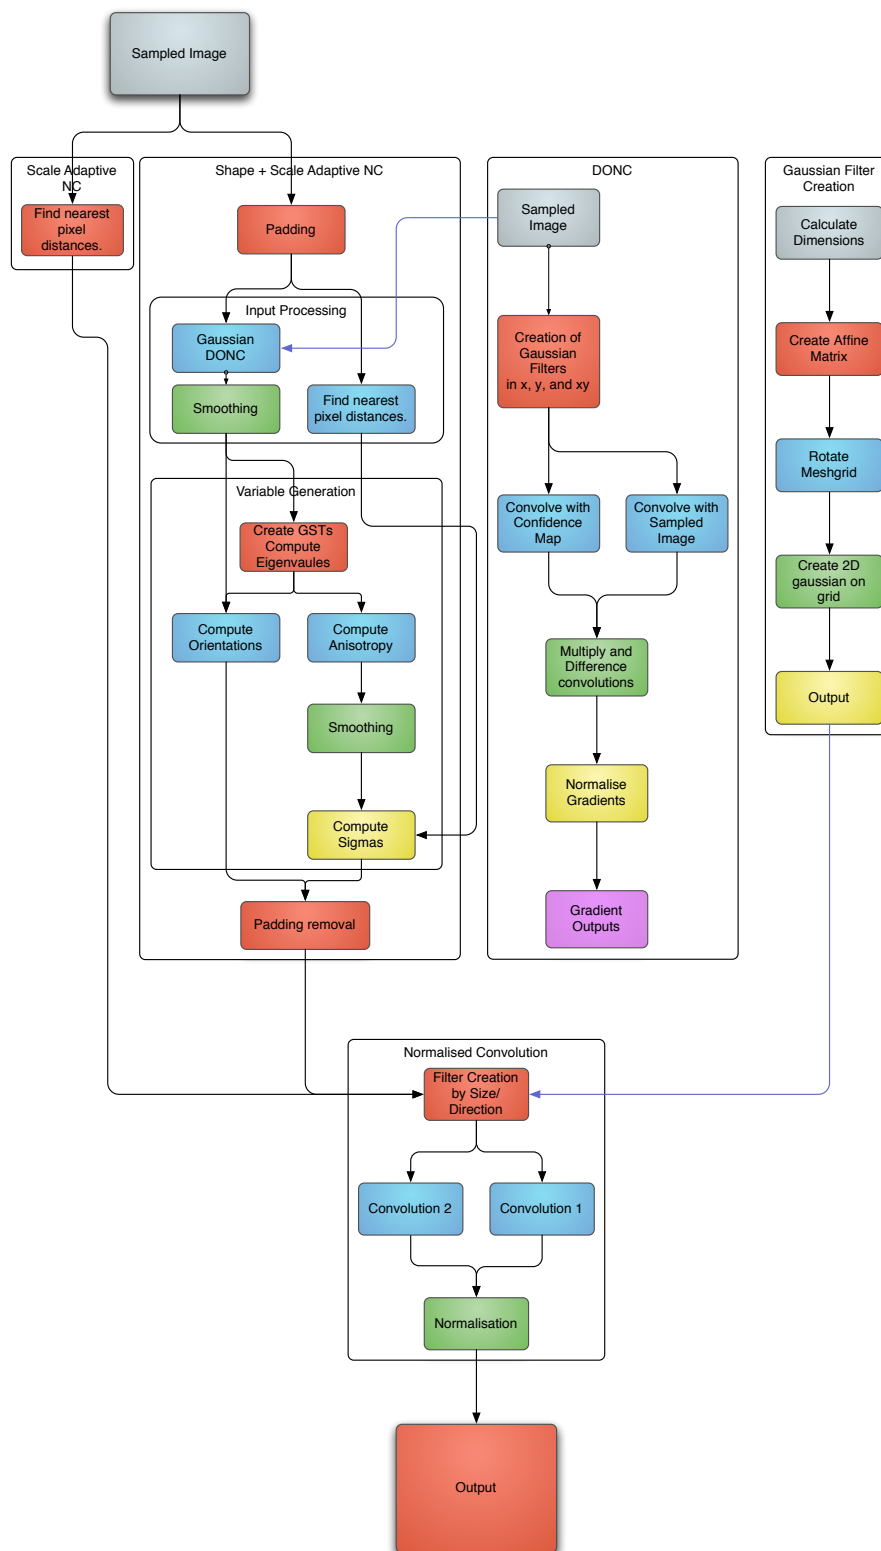 Sampled Image
Scale Adaptive
NC
Find nearest
pixel
distances.
Shape + Scale Adaptive NC
Padding
Input Processing
Gaussian
DONC
Smoothing
Find nearest
pixel distances.
Variable Generation
Create GSTs
Compute
Eigenvaules
Compute
Orientations
Compute
Anisotropy
Smoothing
Compute
Sigmas
Padding removal
DONC
Sampled
Image
Creation of
Gaussian
Filters
in x, y, and xy
Convolve with
Confidence
Map
Convolve with
Sampled
Image
Multiply and
Difference
convolutions
Normalise
Gradients
Gradient
Outputs
Gaussian Filter
Creation
Calculate
Dimensions
Create Affine
Matrix
Rotate
Meshgrid
Create 2D
gaussian on
grid
Output
Normalised Convolution
Filter Creation
by Size/
Direction
Convolution 2
Convolution 1
Normalisation
Output